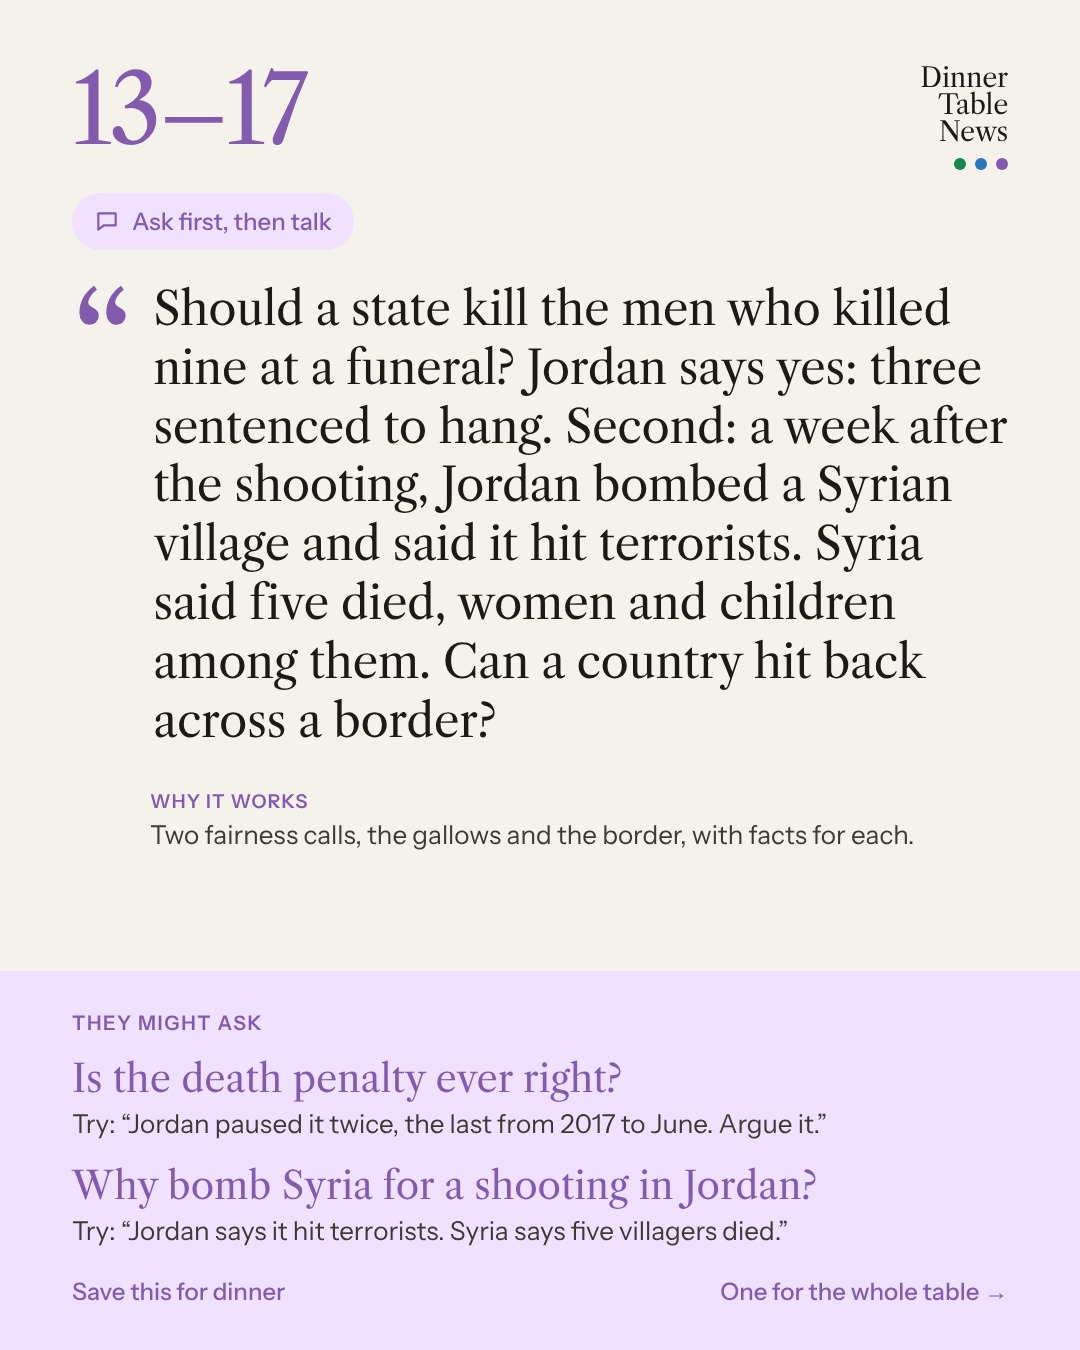 13–17
Dinner
Table
News
Ask first, then talk
“ Should a state kill the men who killed
nine at a funeral? Jordan says yes: three
sentenced to hang. Second: a week after
the shooting, Jordan bombed a Syrian
village and said it hit terrorists. Syria
said five died, women and children
among them. Can a country hit back
across a border?
WHY IT WORKS
Two fairness calls, the gallows and the border, with facts for each.
THEY MIGHT ASK
Is the death penalty ever right?
Try: “Jordan paused it twice, the last from 2017 to June. Argue it.”
Why bomb Syria for a shooting in Jordan?
Try: “Jordan says it hit terrorists. Syria says five villagers died.”
Save this for dinner
One for the whole table →